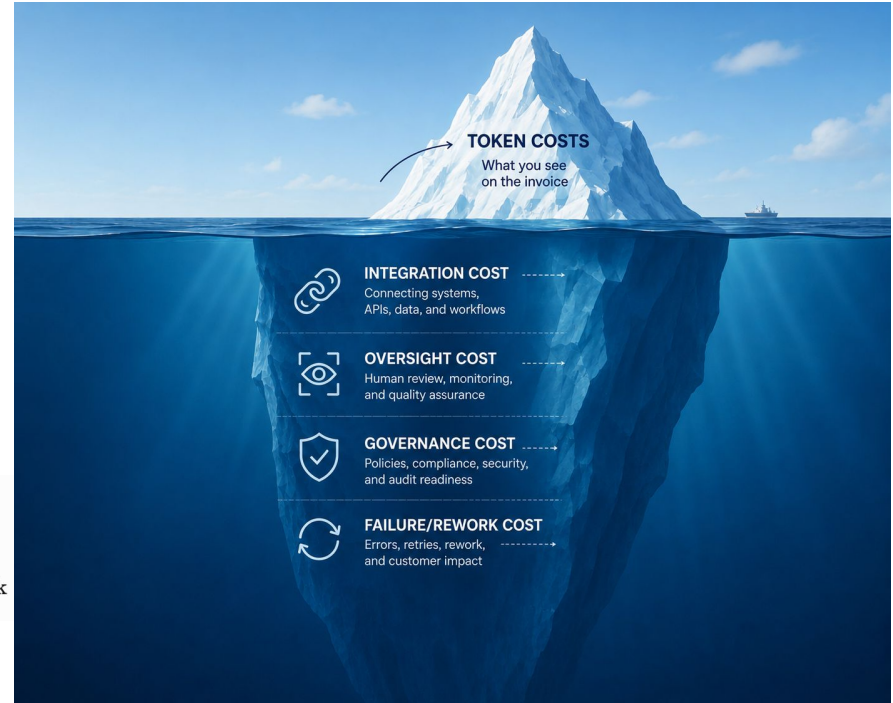 TOKEN COSTS
What you see
on the invoice
INTEGRATION COST
Connecting systems,
APIs, data, and workflows
OVERSIGHT COST
Human review, monitoring,
and quality assurance
GOVERNANCE COST
Policies, compliance, security,
and audit readiness
FAILURE/REWORK COST
Errors, retries, rework,
and customer impact